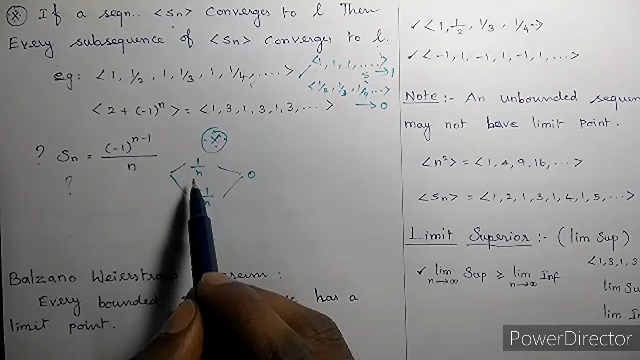 (*) If a seqn.. <Sn> converges to l Then
Every subsequence of <Sn> converges to l.
eg: <1, 1/2, 1, 1/3, 1, 1/4, ....>
<1, 1, 1, ....> → 1
<1/2, 1/3, 1/4, ..> → 0
<2 + (-1)^n> = <1, 3, 1, 3, 1, 3, ...>
? Sn = (-1)^(n-1) / n
?
1/n
1/n
0
Balzano Weierstrass
Every bounded has a
limit point.
✓ <1, 1/2, 1/3, 1/4 ..>
✓ <-1, 1, -1, 1, -1, 1, ...>
Note :- An unbounded sequen
may not have limit point.
<n²> = <1, 4, 9, 16, ...>
<Sn> = <1, 2, 1, 3, 1, 4, 1, 5, ...>
Limit Superior :- (lim Sup)
<1, 3, 1, 3
✓ lim n→∞ Sup ≥ lim n→∞ Inf
lim Su
lim I
PowerDirector